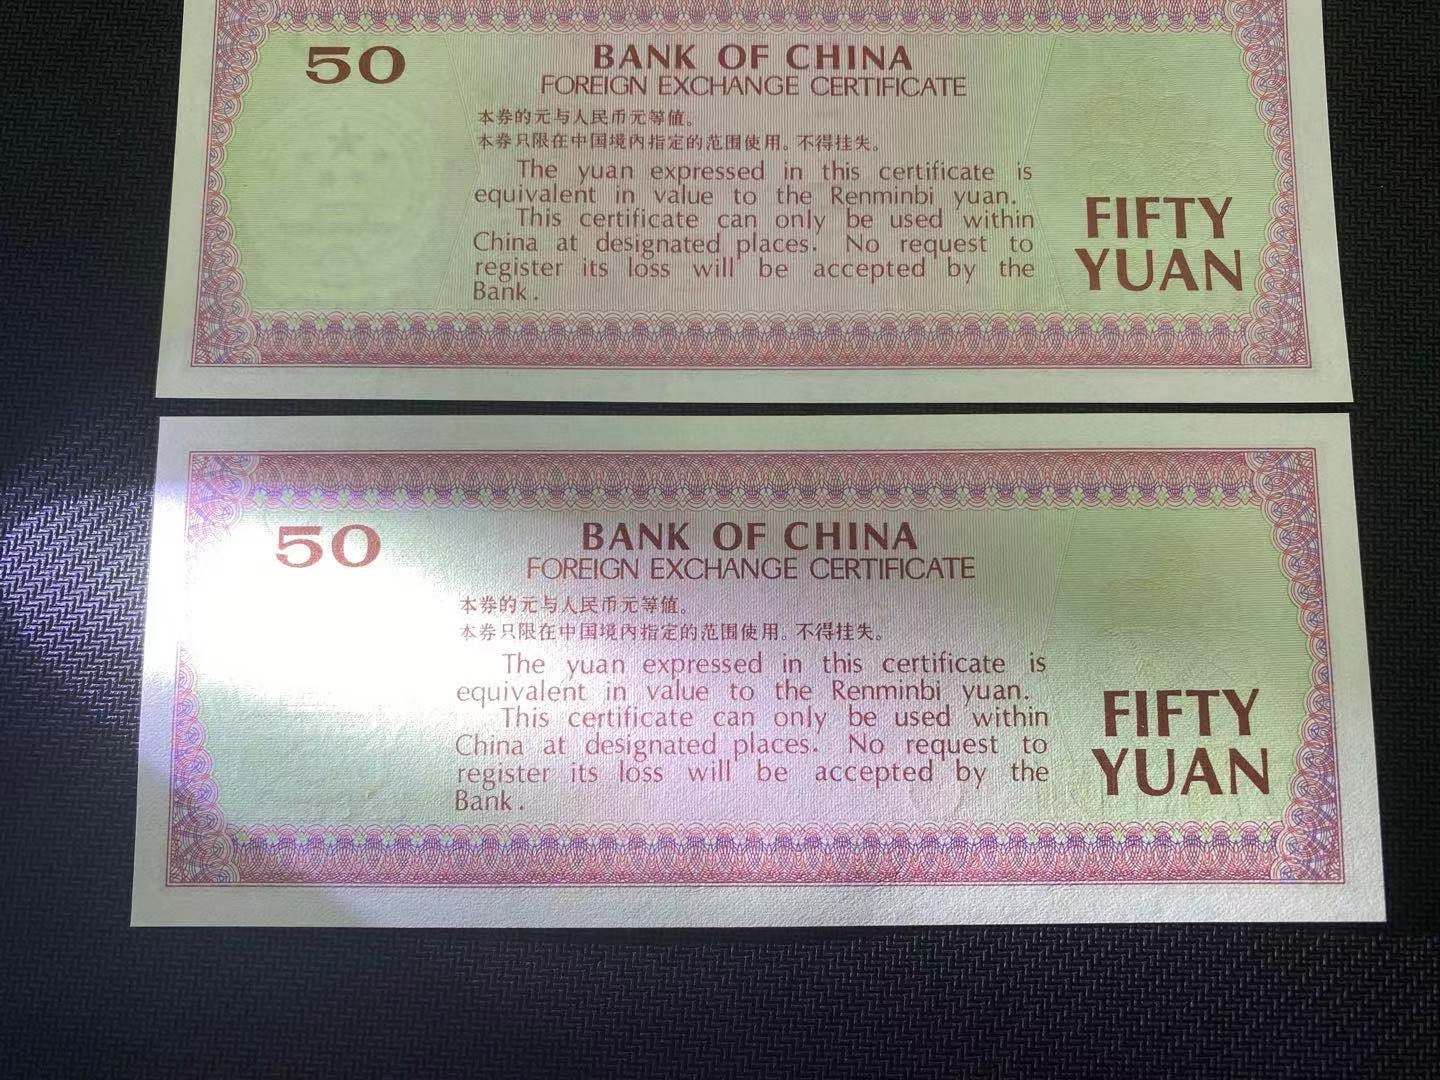 50
BANK OF CHINA
FOREIGN EXCHANGE CERTIFICATE
本券的元与人民币元等值。
本券只限在中国境内指定的范围使用。不得挂失。
The yuan expressed in this certificate is
equivalent in value to the Renminbi yuan.
This certificate can only be used within
China at designated places. No request to
register its loss will be accepted by the
Bank.
FIFTY
YUAN
50
BANK OF CHINA
FOREIGN EXCHANGE CERTIFICATE
本券的元与人民币元等值。
本券只限在中国境内指定的范围使用。不得挂失。
The yuan expressed in this certificate is
equivalent in value to the Renminbi yuan.
This certificate can only be used within
China at designated places. No request to
register its loss will be accepted by the
Bank.
FIFTY
YUAN